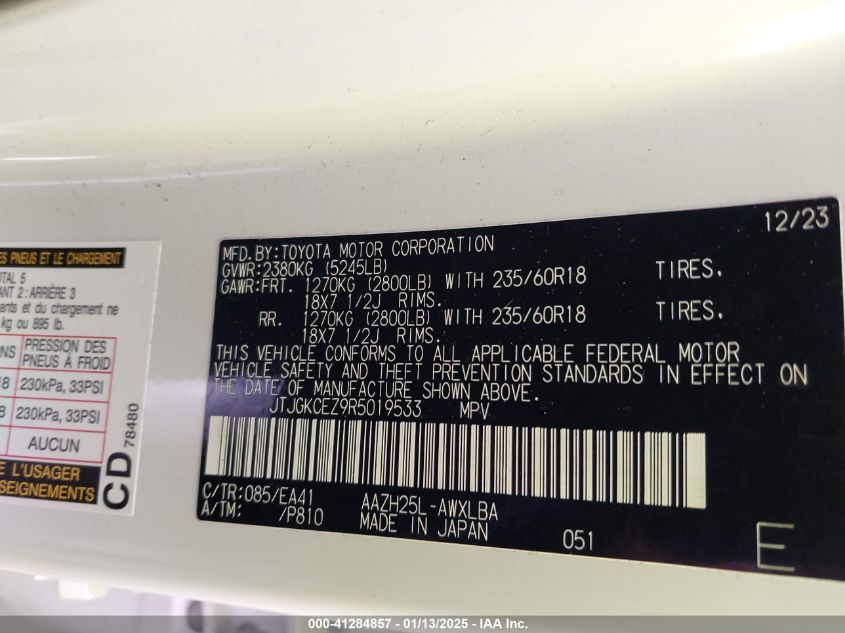 ES PNEUS ET LE CHARGEMENT
TOTAL 5
ANT 2: ARRIÈRE 3
ants et du chargement ne
kg ou 895 lb.
NS PRESSION DES PNEUS À FROID
18 230kPa, 33PSI
8 230kPa, 33PSI
AUCUN
E L'USAGER
SEIGNEMENTS
CD 78480
12/23
MFD.BY:TOYOTA MOTOR CORPORATION
GVWR:2380KG (5245LB)
GAWR:FRT. 1270KG (2800LB) WITH 235/60R18 TIRES.
18X7 1/2J RIMS.
RR. 1270KG (2800LB) WITH 235/60R18 TIRES.
18X7 1/2J RIMS.
THIS VEHICLE CONFORMS TO ALL APPLICABLE FEDERAL MOTOR
VEHICLE SAFETY AND THEFT PREVENTION STANDARDS IN EFFECT ON
THE DATE OF MANUFACTURE SHOWN ABOVE.
JTJGKCEZ9R5019533 MPV
C/TR:085/EA41 AAZH25L-AWXLBA
A/TM: /P810 MADE IN JAPAN
051 E
000-41284857 - 01/13/2025 - IAA Inc.